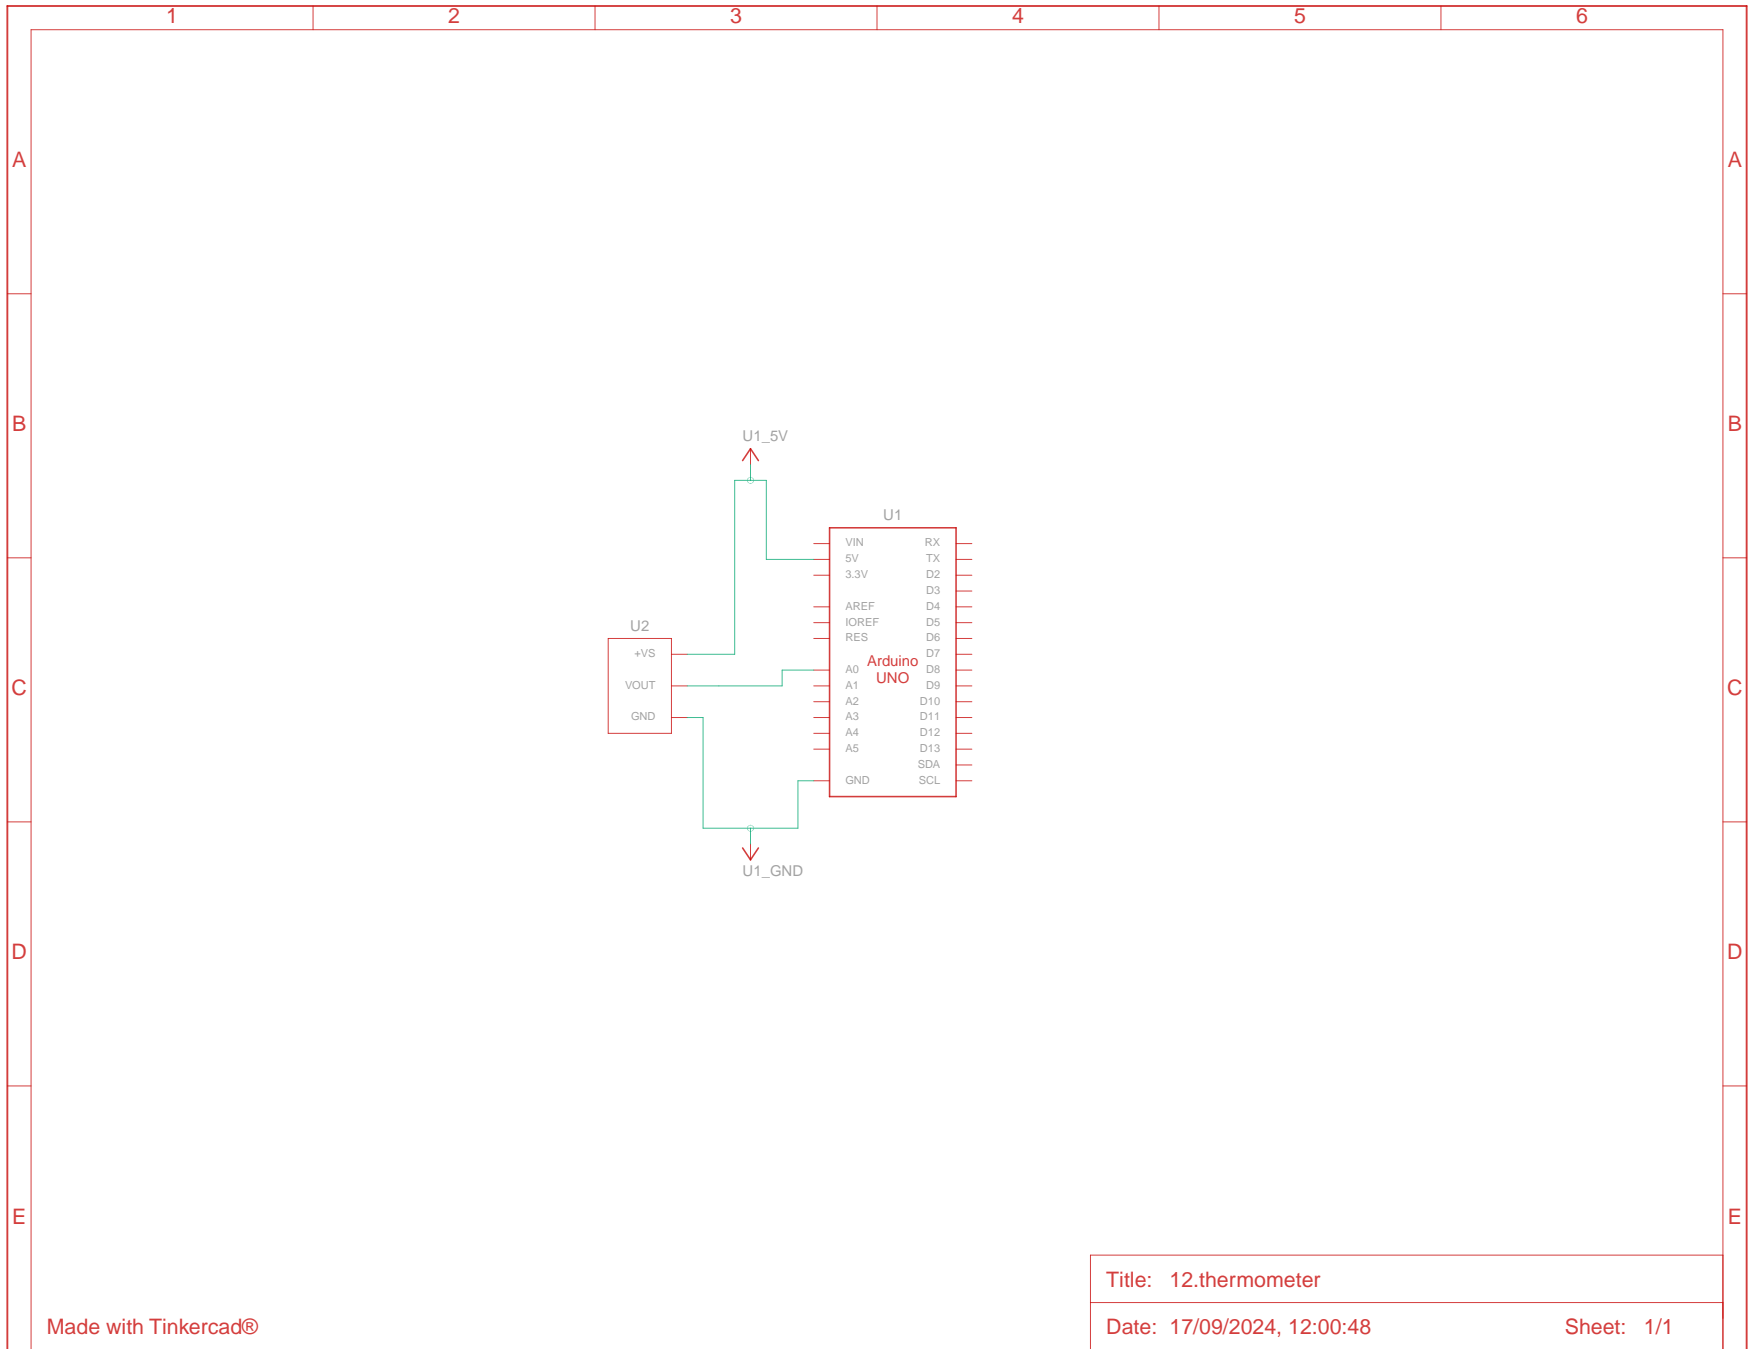 1 2 3 4 5 6
A A
B B
U1_5V
U1
VIN RX
5V TX
3.3V D2
D3
AREF D4
IOREF D5
RES D6
D7
A0 D8
A1 D9
A2 D10
A3 D11
A4 D12
A5 D13
SDA
GND SCL
Arduino
UNO
U2
+VS
VOUT
GND
C C
U1_GND
D D
E E
Title: 12.thermometer
Made with Tinkercad®
Date: 17/09/2024, 12:00:48 Sheet: 1/1